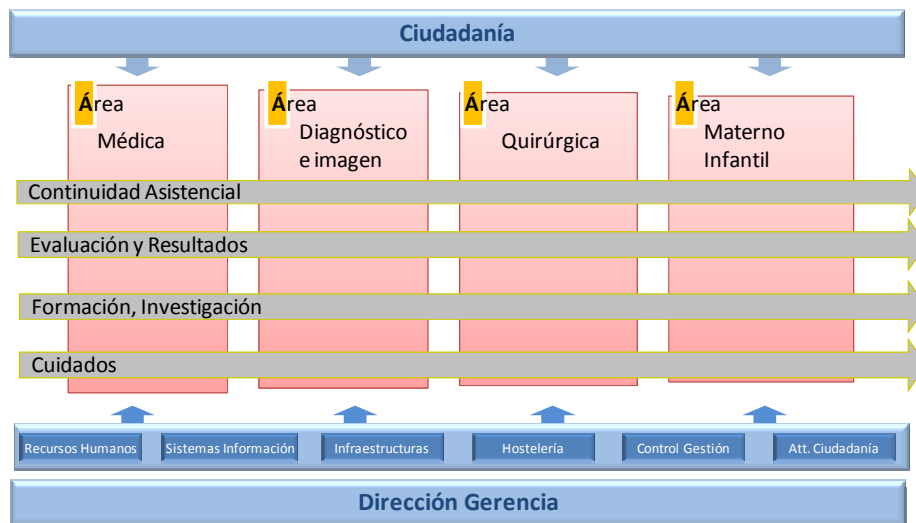 Ciudadanía
Área
Médica
Área
Diagnóstico
e imagen
Área
Quirúrgica
Área
Materno
Infantil
Continuidad Asistencial
Evaluación y Resultados
Formación, Investigación
Cuidados
Recursos Humanos
Sistemas Información
Infraestructuras
Hostelería
Control Gestión
Att. Ciudadanía
Dirección Gerencia